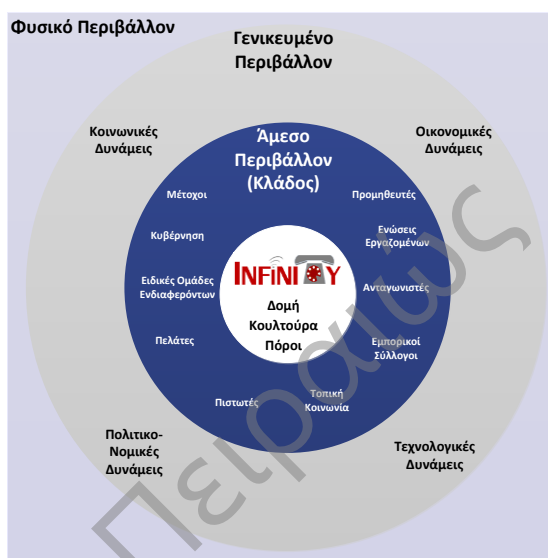 Φυσικό Περιβάλλον
Γενικευμένο
Περιβάλλον
Κοινωνικές
Δυνάμεις
Οικονομικές
Δυνάμεις
Άμεσο
Περιβάλλον
(Κλάδος)
Μέτοχοι
Προμηθευτές
Κυβέρνηση
Ενώσεις
Εργαζομένων
Ειδικές Ομάδες
Ενδιαφερόντων
Ανταγωνιστές
INFINITY
Δομή
Κουλτούρα
Πόροι
Πελάτες
Εμπορικοί
Σύλλογοι
Πιστωτές
Τοπική
Κοινωνία
Πολιτικο-
Νομικές
Δυνάμεις
Τεχνολογικές
Δυνάμεις
Πειραιώς